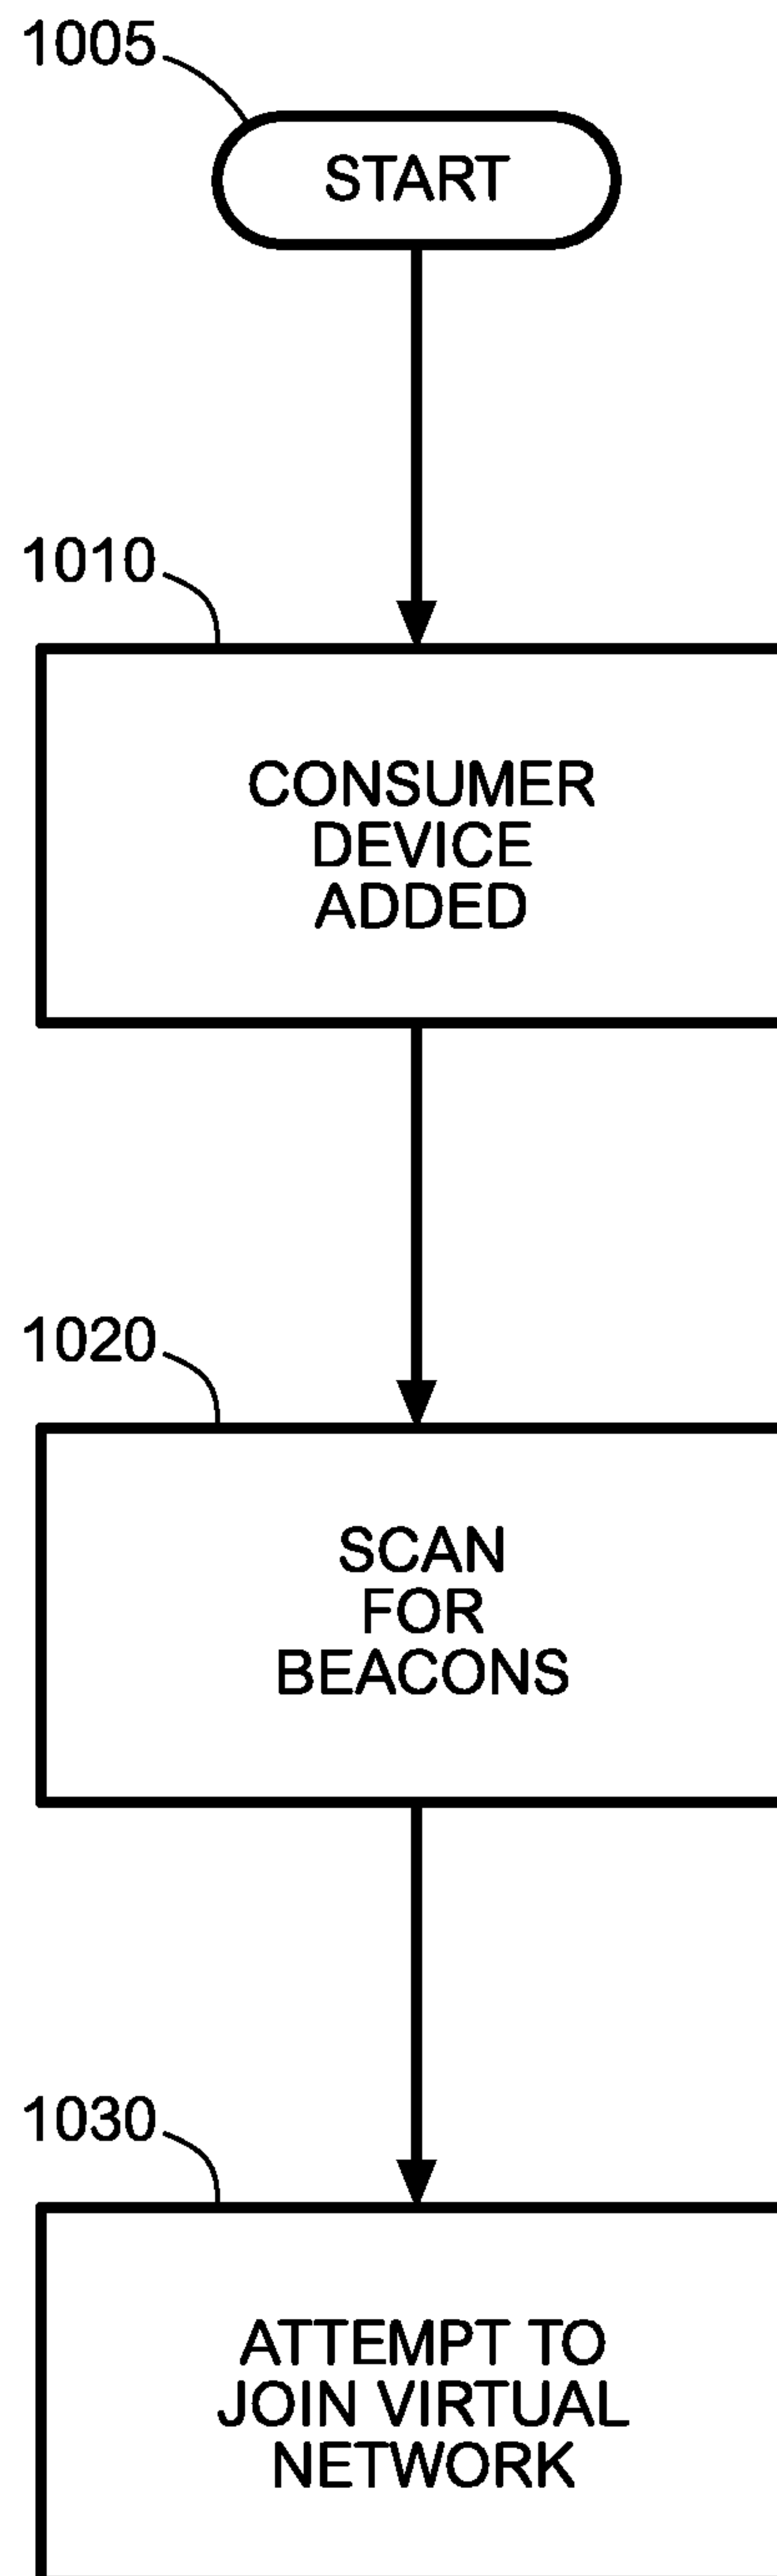 1005
START
1010
CONSUMER
DEVICE
ADDED
1020
SCAN
FOR
BEACONS
1030
ATTEMPT TO
JOIN VIRTUAL
NETWORK